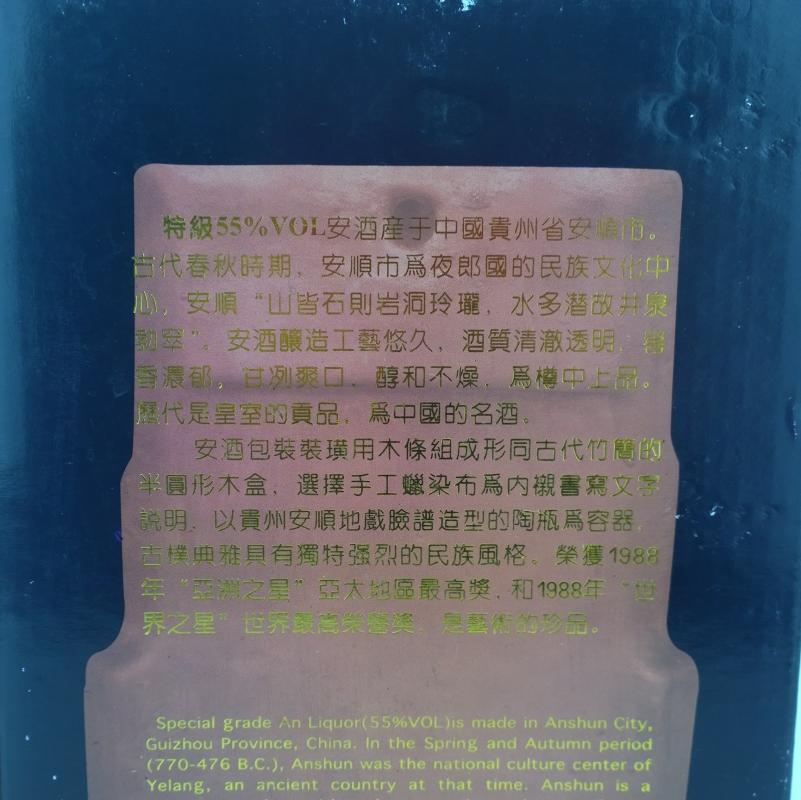 特級55%VOL安酒産于中國貴州省安順市。
古代春秋時期，安順市爲夜郎國的民族文化中
心，安順“山皆石則岩洞玲瓏，水多潛故井泉
勃窣”。安酒釀造工藝悠久，酒質清澈透明，窖
香濃郁，甘冽爽口，醇和不燥，爲樽中上品。
歷代是皇室的貢品，爲中國的名酒。
安酒包裝裝璜用木條組成形同古代竹簡的
半圓形木盒，選擇手工蠟染布爲内襯書寫文字
説明，以貴州安順地戲臉譜造型的陶瓶爲容器，
古樸典雅具有獨特强烈的民族風格。榮獲1988
年“亞洲之星”亞太地區最高獎，和1988年“世
界之星”世界最高榮譽獎，是藝術的珍品。
Special grade An Liquor(55%VOL)is made in Anshun City,
Guizhou Province, China. In the Spring and Autumn period
(770-476 B.C.), Anshun was the national culture center of
Yelang, an ancient country at that time. Anshun is a